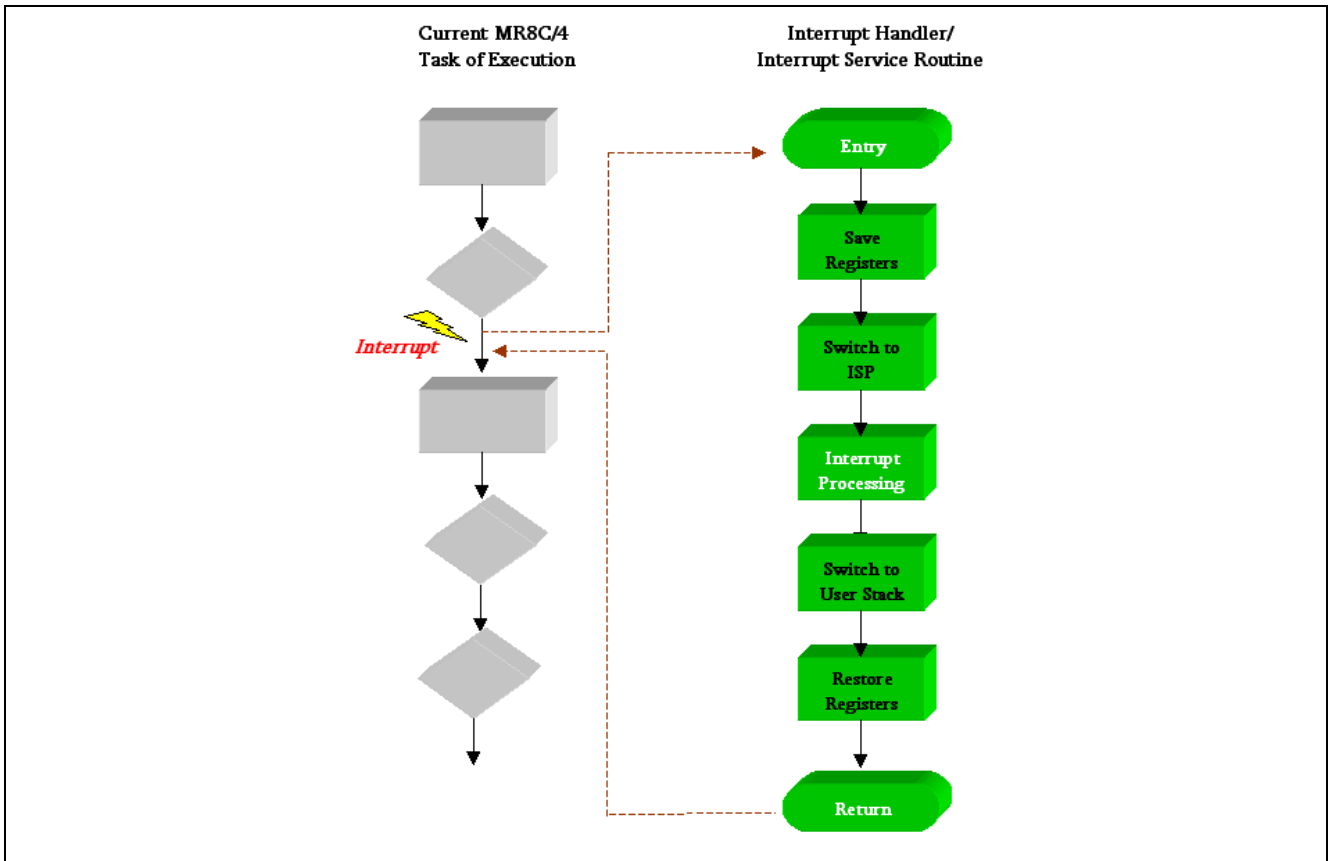 Current MR8C/4
Task of Execution
Interrupt Handler/
Interrupt Service Routine
Entry
Save
Registers
Switch to
ISP
Interrupt
Interrupt
Processing
Switch to
User Stack
Restore
Registers
Return